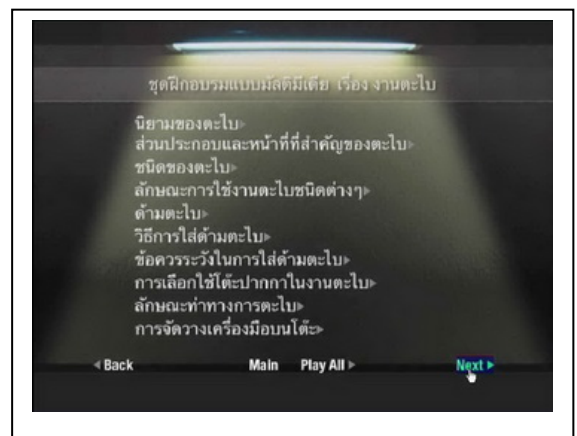 ชุดฝึกอบรมแบบมัลติมีเดีย เรื่อง งานตะไบ
นิยามของตะไบ
ส่วนประกอบและหน้าที่ที่สำคัญของตะไบ
ชนิดของตะไบ
ลักษณะการใช้งานตะไบชนิดต่างๆ
ด้ามตะไบ
วิธีการใส่ด้ามตะไบ
ข้อควรระวังในการใส่ด้ามตะไบ
การเลือกใช้โต๊ะปากกาในงานตะไบ
ลักษณะท่าทางการตะไบ
การจัดวางเครื่องมือบนโต๊ะ
Back Main Play All Next